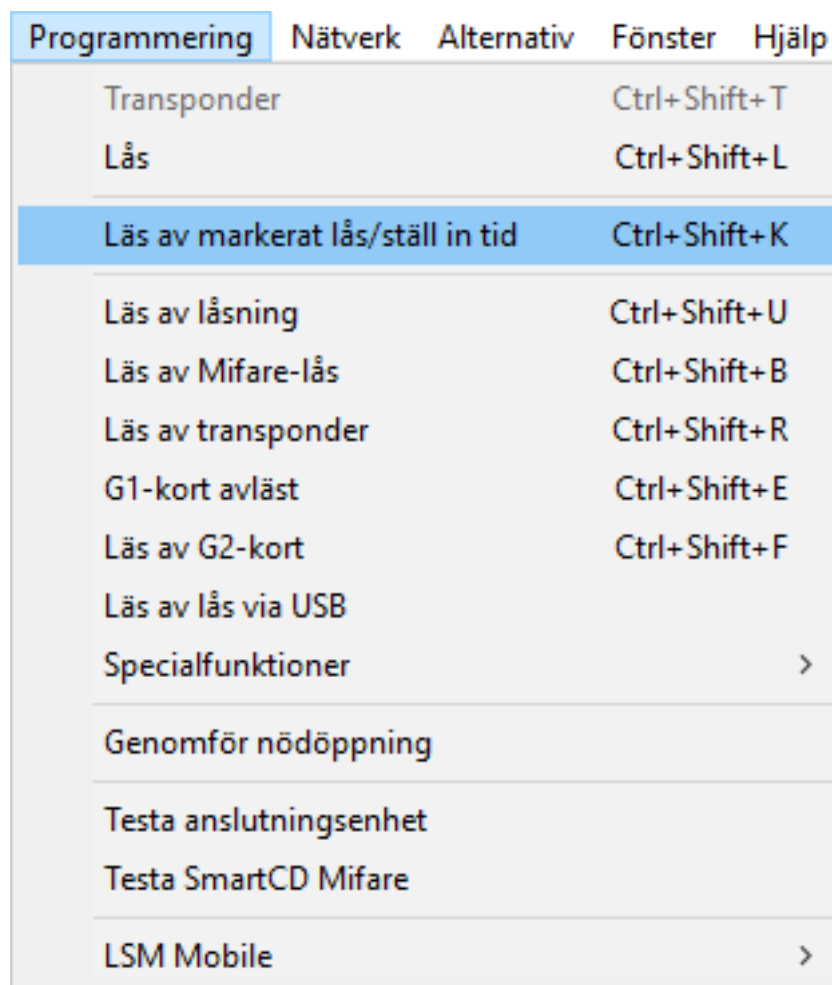 Programmering Nätverk Alternativ Fönster Hjälp
Transponder Ctrl+Shift+T
Lås Ctrl+Shift+L
Läs av markerat lås/ställ in tid Ctrl+Shift+K
Läs av låsning Ctrl+Shift+U
Läs av Mifare-lås Ctrl+Shift+B
Läs av transponder Ctrl+Shift+R
G1-kort avläst Ctrl+Shift+E
Läs av G2-kort Ctrl+Shift+F
Läs av lås via USB
Specialfunktioner
Genomför nödöppning
Testa anslutningsenhet
Testa SmartCD Mifare
LSM Mobile